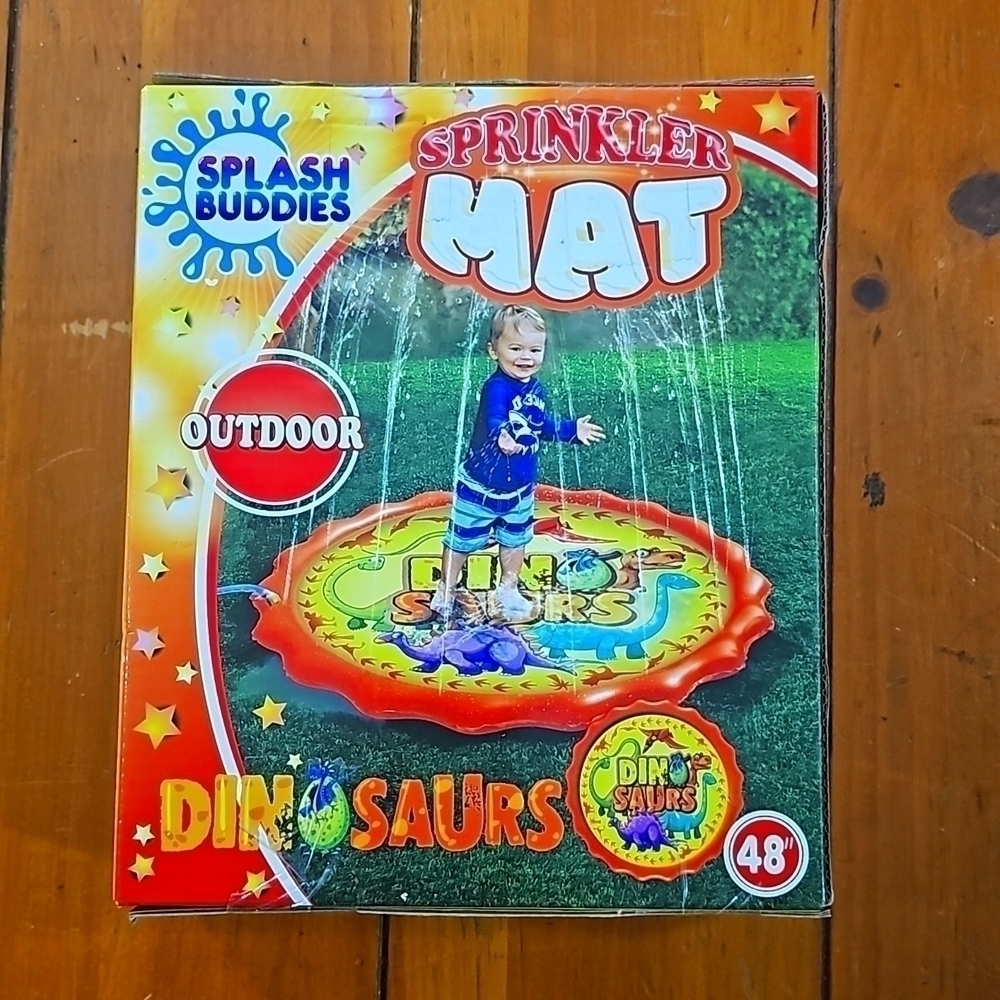 SPLASH
BUDDIES
SPRINKLER
MAT
OUTDOOR
DINO
SAURS
DINOSAURS
DINO
SAURS
48"